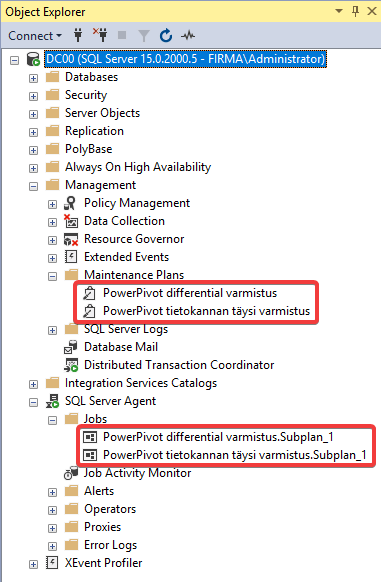 Object Explorer
Connect
DC00 (SQL Server 15.0.2000.5 - FIRMA\Administrator)
Databases
Security
Server Objects
Replication
PolyBase
Always On High Availability
Management
Policy Management
Data Collection
Resource Governor
Extended Events
Maintenance Plans
PowerPivot differential varmistus
PowerPivot tietokannan täysi varmistus
SQL Server Logs
Database Mail
Distributed Transaction Coordinator
Integration Services Catalogs
SQL Server Agent
Jobs
PowerPivot differential varmistus.Subplan_1
PowerPivot tietokannan täysi varmistus.Subplan_1
Job Activity Monitor
Alerts
Operators
Proxies
Error Logs
XEvent Profiler